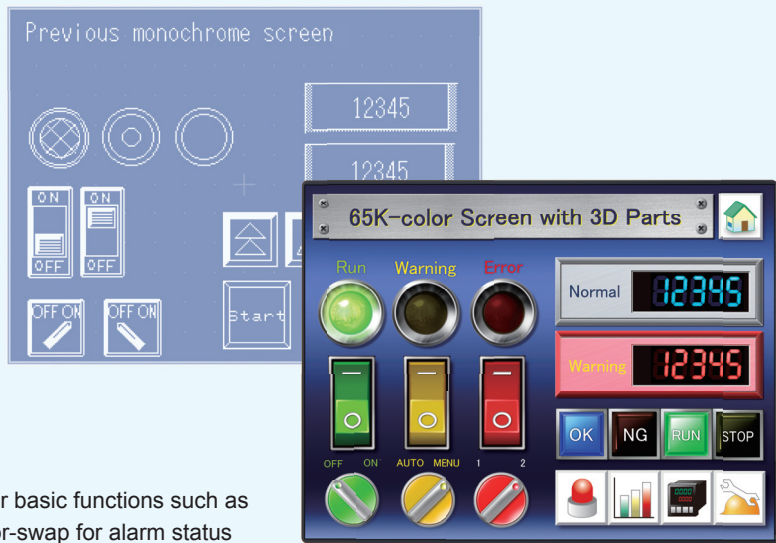 Previous monochrome screen
12345
12345
ON
ON
OFF
OFF
OFF ON
OFF ON
Start
65K-color Screen with 3D Parts
Run
Warning
Error
Normal
12345
Warning
12345
OK
NG
RUN
STOP
OFF
ON
AUTO
MENU
1
2
basic functions such as
-swap for alarm status